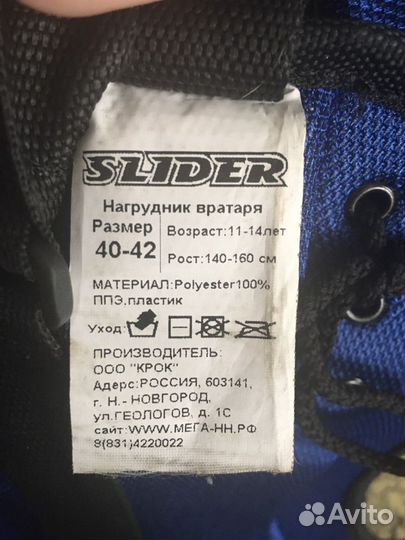 SLIDER
Нагрудник вратаря
Размер
40-42
Возраст:11-14лет
Рост:140-160 см
МАТЕРИАЛ:Polyester100%
ППЭ,пластик
Уход:
ПРОИЗВОДИТЕЛЬ:
ООО "КРОК"
Адерс:РОССИЯ, 603141,
г. Н.- НОВГОРОД,
ул.ГЕОЛОГОВ, д. 1С
сайт:WWW.МЕГА-НН.РФ
8(831)4220022
Avito